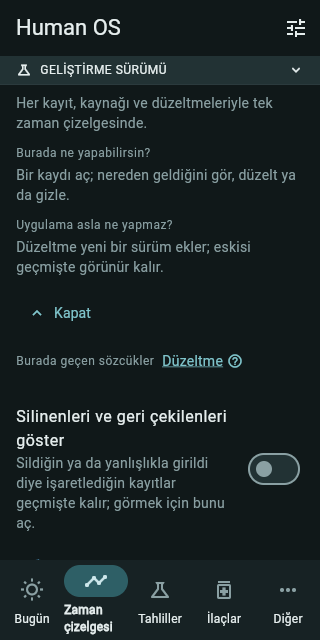 Human OS
GELİŞTİRME SÜRÜMÜ
Her kayıt, kaynağı ve düzeltmeleriyle tek
zaman çizelgesinde.
Burada ne yapabilirsin?
Bir kaydı aç; nereden geldiğini gör, düzelt ya
da gizle.
Uygulama asla ne yapmaz?
Düzeltme yeni bir sürüm ekler; eskisi
geçmişte görünür kalır.
Kapat
Burada geçen sözcükler Düzeltme
Silinenleri ve geri çekilenleri
göster
Sildiğin ya da yanlışlıkla girildi
diye işaretlediğin kayıtlar
geçmişte kalır; görmek için bunu
aç.
Bugün
Zaman
çizelgesi
Tahliller
İlaçlar
Diğer